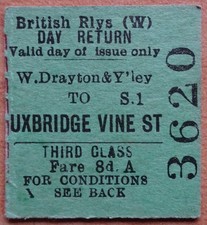 British Rlys (W)
DAY RETURN
Valid day of issue only
W.Drayton&Y'ley
TO S.1
UXBRIDGE VINE ST
THIRD CLASS
Fare 8d. A
FOR CONDITIONS
SEE BACK
3620